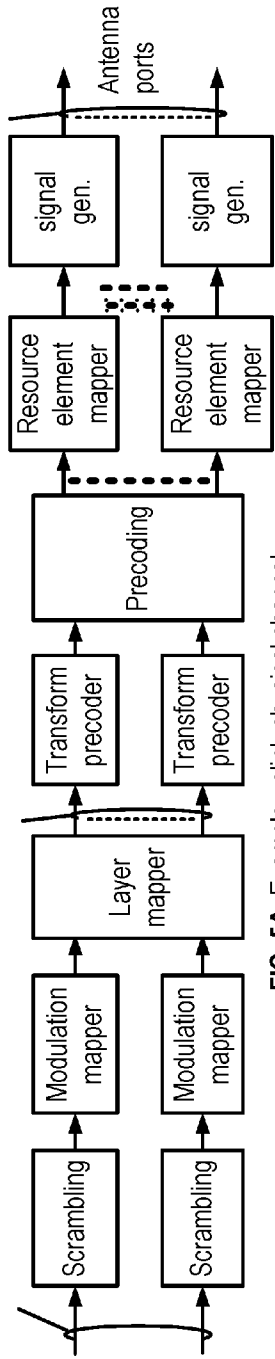 Scrambling
Modulation
mapper
Layer
mapper
Transform
precoder
Precoding
Resource
element
mapper
signal
gen.
Antenna
ports
Scrambling
Modulation
mapper
Transform
precoder
Resource
element
mapper
signal
gen.
FIG. 5A: Example uplink physical channel